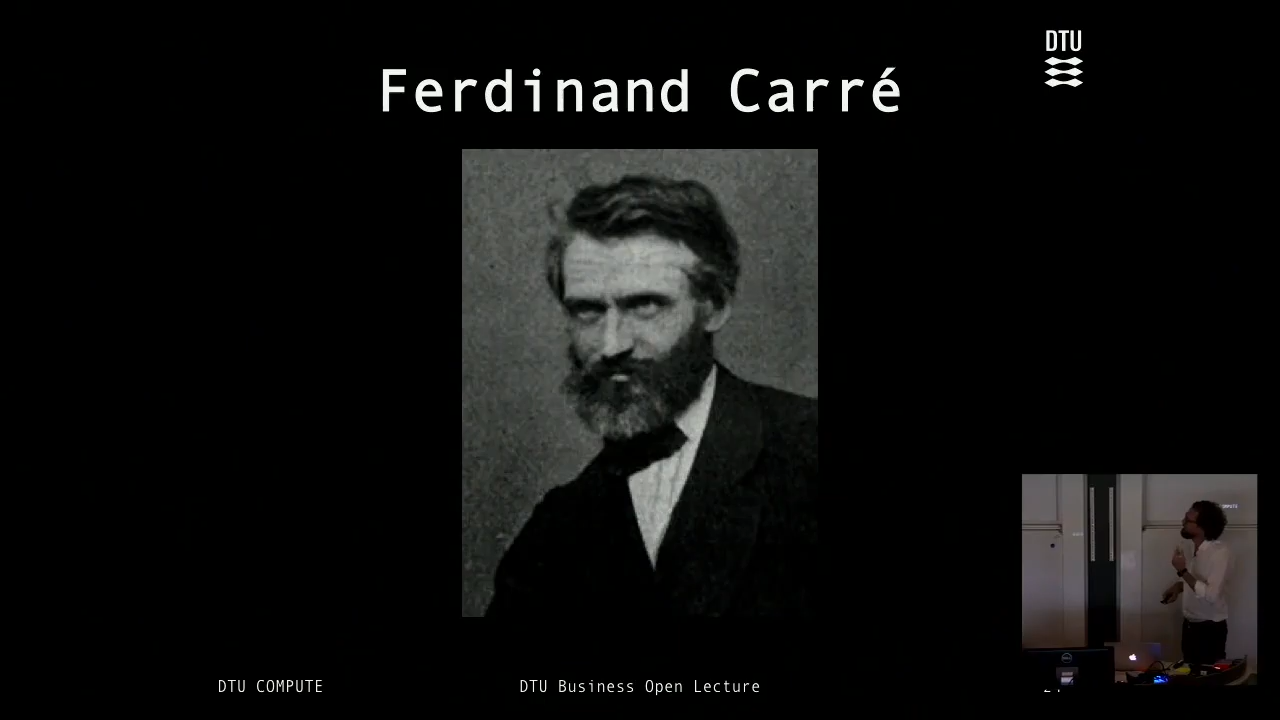 DTU
Ferdinand Carré
DTU COMPUTE
DTU Business Open Lecture